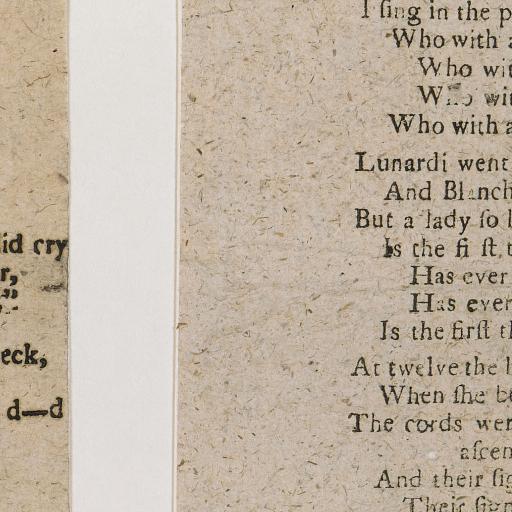 id cry
r,
eck,
d—d
I ſing in the p
Who with a
Who wit
Who wit
Who with a
Lunardi went
And Blanch
But a lady ſo l
Is the fi ſt t
Has ever
Has ever
Is the firſt th
At twelve the h
When ſhe be
The cords wer
aſcen
And their ſig
Their ſign